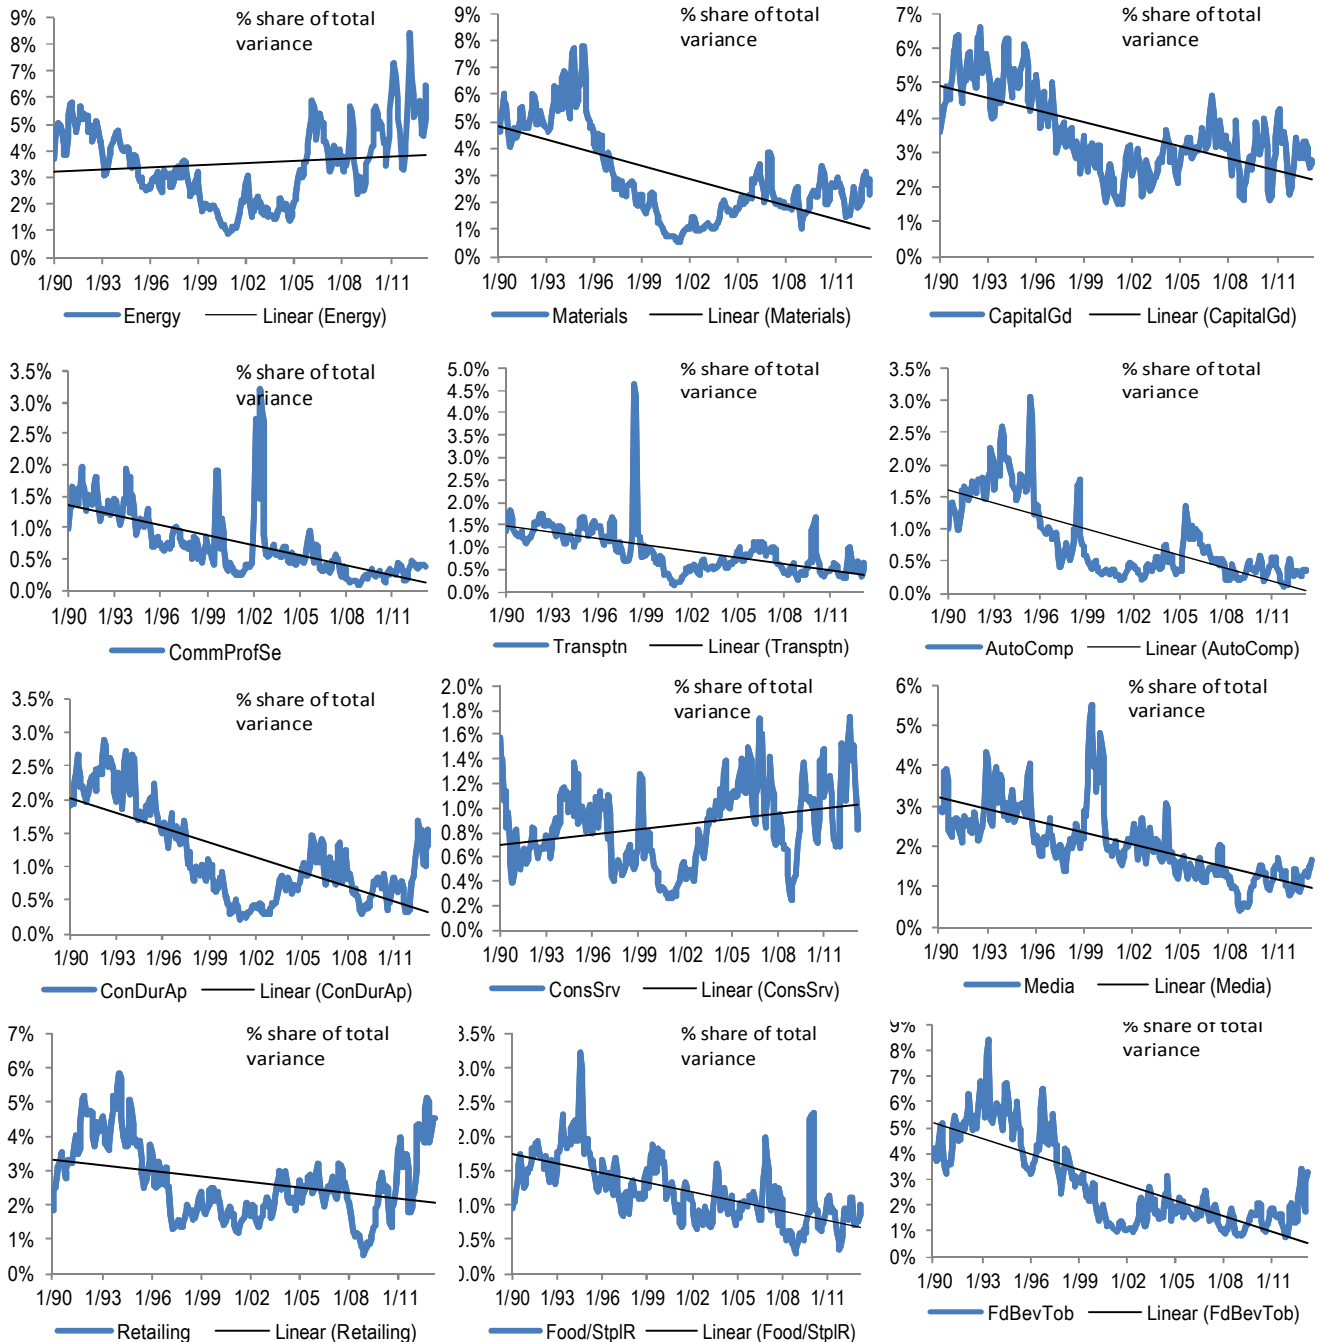 % share of total
variance
9%
8%
7%
6%
5%
4%
3%
2%
1%
0%
1/90 1/93 1/96 1/99 1/02 1/05 1/08 1/11
Energy Linear (Energy)
% share of total
variance
9%
8%
7%
6%
5%
4%
3%
2%
1%
0%
1/90 1/93 1/96 1/99 1/02 1/05 1/08 1/11
Materials Linear (Materials)
% share of total
variance
7%
6%
5%
4%
3%
2%
1%
0%
1/90 1/93 1/96 1/99 1/02 1/05 1/08 1/11
CapitalGd Linear (CapitalGd)
% share of total
variance
3.5%
3.0%
2.5%
2.0%
1.5%
1.0%
0.5%
0.0%
1/90 1/93 1/96 1/99 1/02 1/05 1/08 1/11
CommProfSe
% share of total
variance
5.0%
4.5%
4.0%
3.5%
3.0%
2.5%
2.0%
1.5%
1.0%
0.5%
0.0%
1/90 1/93 1/96 1/99 1/02 1/05 1/08 1/11
Transptn Linear (Transptn)
% share of total
variance
3.5%
3.0%
2.5%
2.0%
1.5%
1.0%
0.5%
0.0%
1/90 1/93 1/96 1/99 1/02 1/05 1/08 1/11
AutoComp Linear (AutoComp)
% share of total
variance
3.5%
3.0%
2.5%
2.0%
1.5%
1.0%
0.5%
0.0%
1/90 1/93 1/96 1/99 1/02 1/05 1/08 1/11
ConDurAp Linear (ConDurAp)
% share of total
variance
2.0%
1.8%
1.6%
1.4%
1.2%
1.0%
0.8%
0.6%
0.4%
0.2%
0.0%
1/90 1/93 1/96 1/99 1/02 1/05 1/08 1/11
ConsSrv Linear (ConsSrv)
% share of total
variance
6%
5%
4%
3%
2%
1%
0%
1/90 1/93 1/96 1/99 1/02 1/05 1/08 1/11
Media Linear (Media)
% share of total
variance
7%
6%
5%
4%
3%
2%
1%
0%
1/90 1/93 1/96 1/99 1/02 1/05 1/08 1/11
Retailing Linear (Retailing)
% share of total
variance
3.5%
3.0%
2.5%
2.0%
1.5%
1.0%
0.5%
0.0%
1/90 1/93 1/96 1/99 1/02 1/05 1/08 1/11
Food/StplR Linear (Food/StplR)
% share of total
variance
9%
8%
7%
6%
5%
4%
3%
2%
1%
0%
1/90 1/93 1/96 1/99 1/02 1/05 1/08 1/11
FdBevTob Linear (FdBevTob)